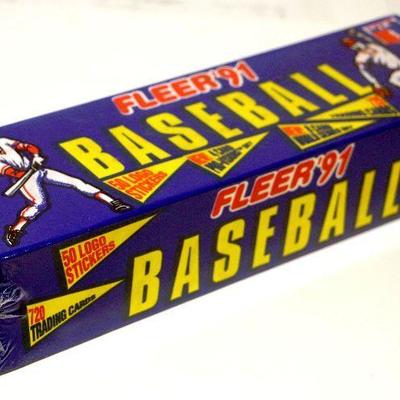 FLEER '91
BASEBALL
50 LOGO
STICKERS
FLEER '91
BASEBALL
50 LOGO
STICKERS
720
TRADING CARDS